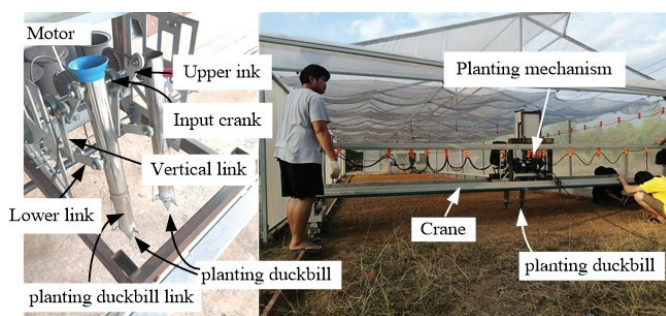 Motor
Upper ink
Input crank
Vertical link
Lower link
planting duckbill
planting duckbill link
Planting mechanism
Crane
planting duckbill